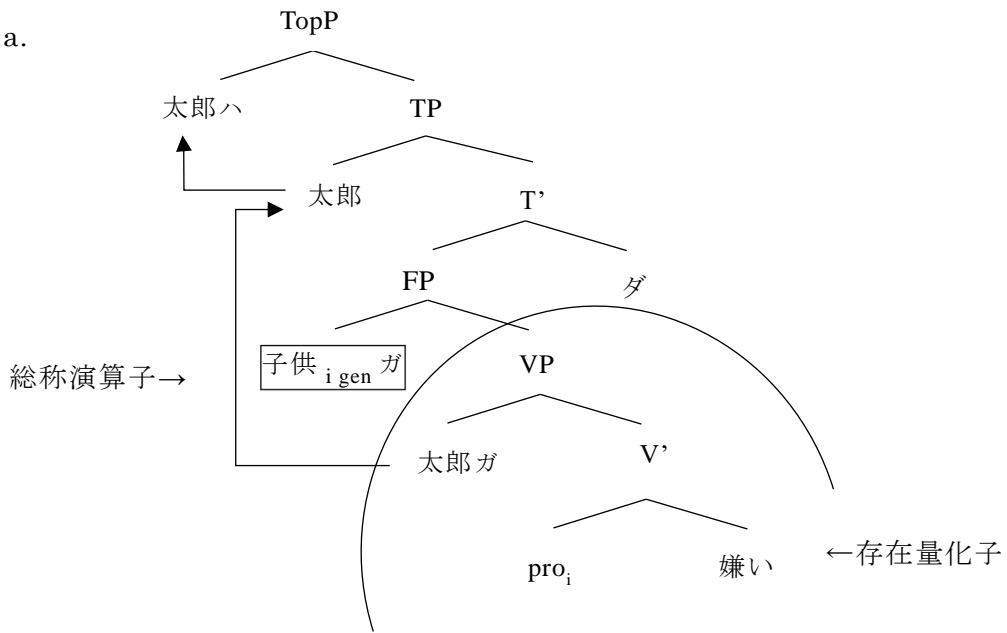 a.
TopP
太郎ハ TP
太郎 T’
FP ダ
総称演算子→ 子供 i gen ガ VP
太郎ガ V’
pro i 嫌い ←存在量化子